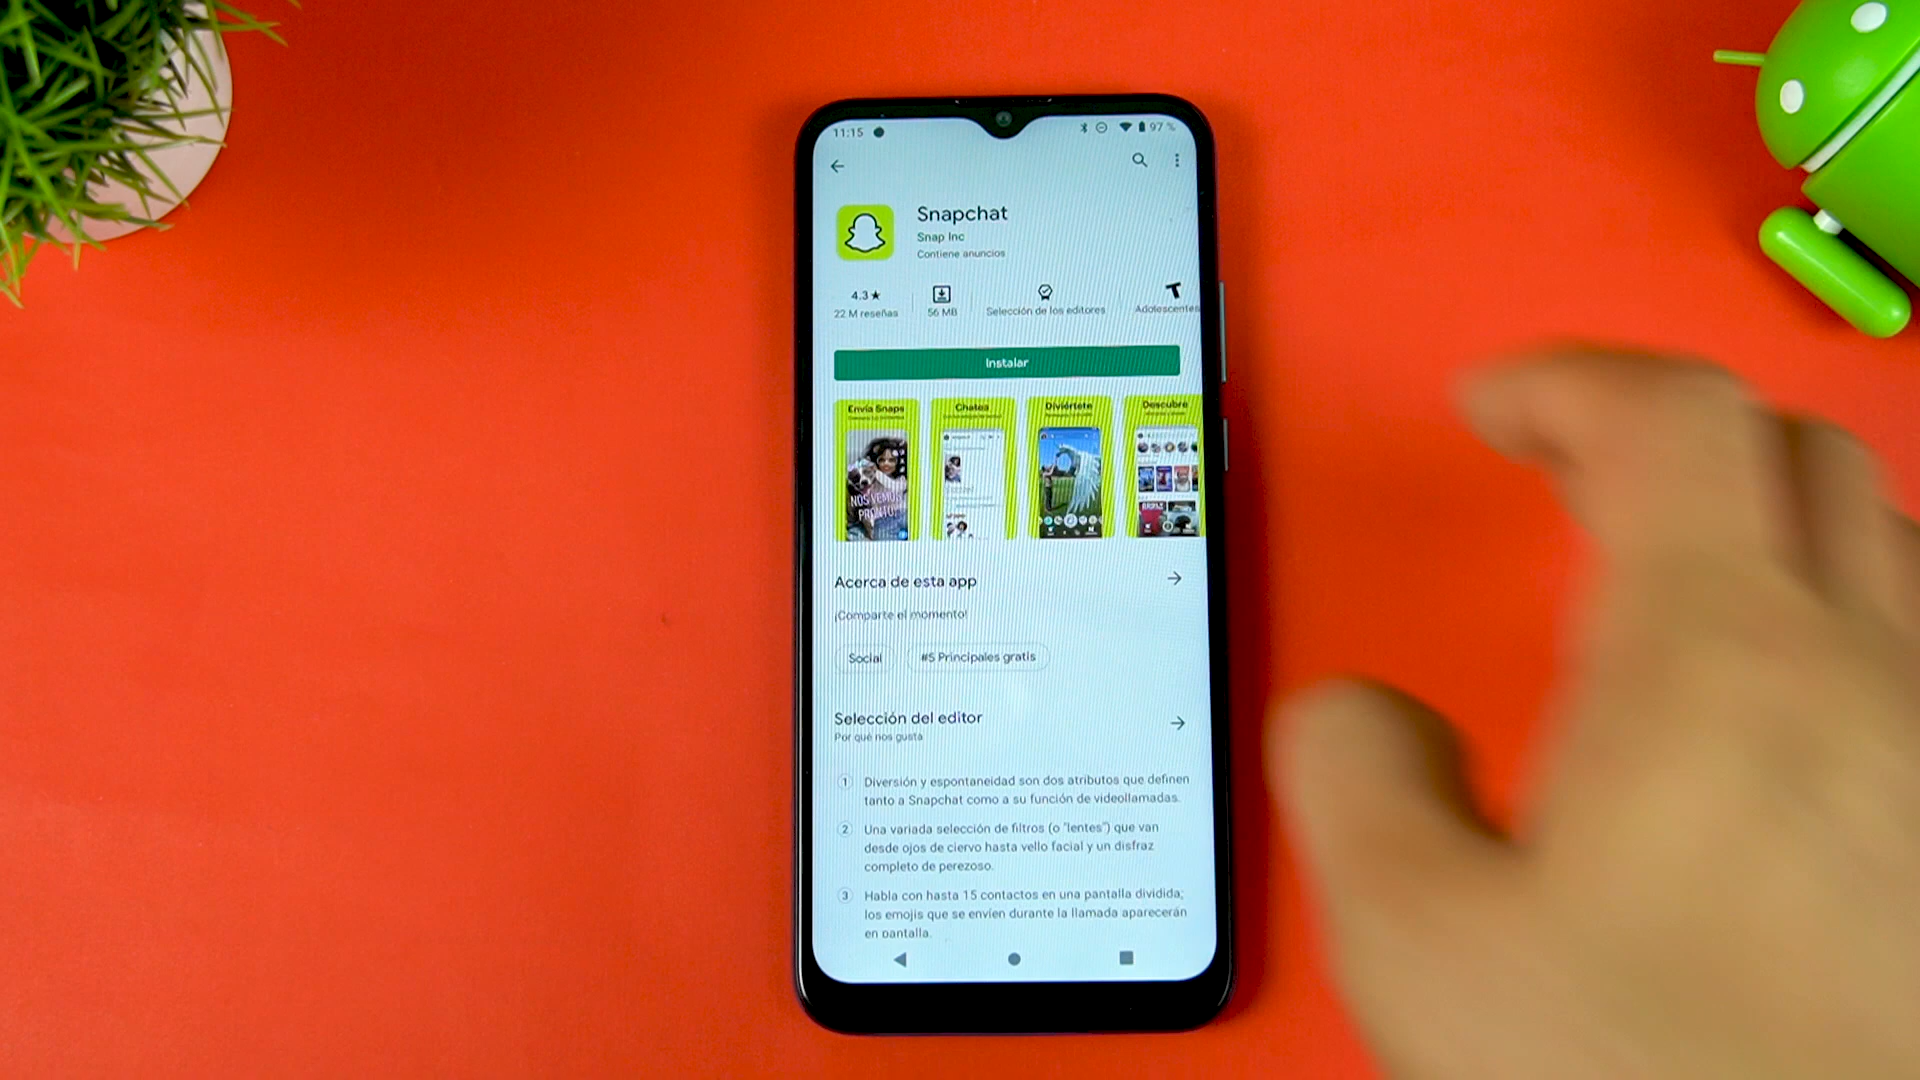 11:15
97 %
Snapchat
Snap Inc
Contiene anuncios
4.3★
22 M reseñas
56 MB
Selección de los editores
Adolescentes
Instalar
Envía Snaps
Chatea
Diviértete
Descubre
NOS VEMOS
PRONTO!
Acerca de esta app
¡Comparte el momento!
Social
#5 Principales gratis
Selección del editor
Por qué nos gusta
1 Diversión y espontaneidad son dos atributos que definen
tanto a Snapchat como a su función de videollamadas.
2 Una variada selección de filtros (o "lentes") que van
desde ojos de ciervo hasta vello facial y un disfraz
completo de perezoso.
3 Habla con hasta 15 contactos en una pantalla dividida;
los emojis que se envíen durante la llamada aparecerán
en pantalla.